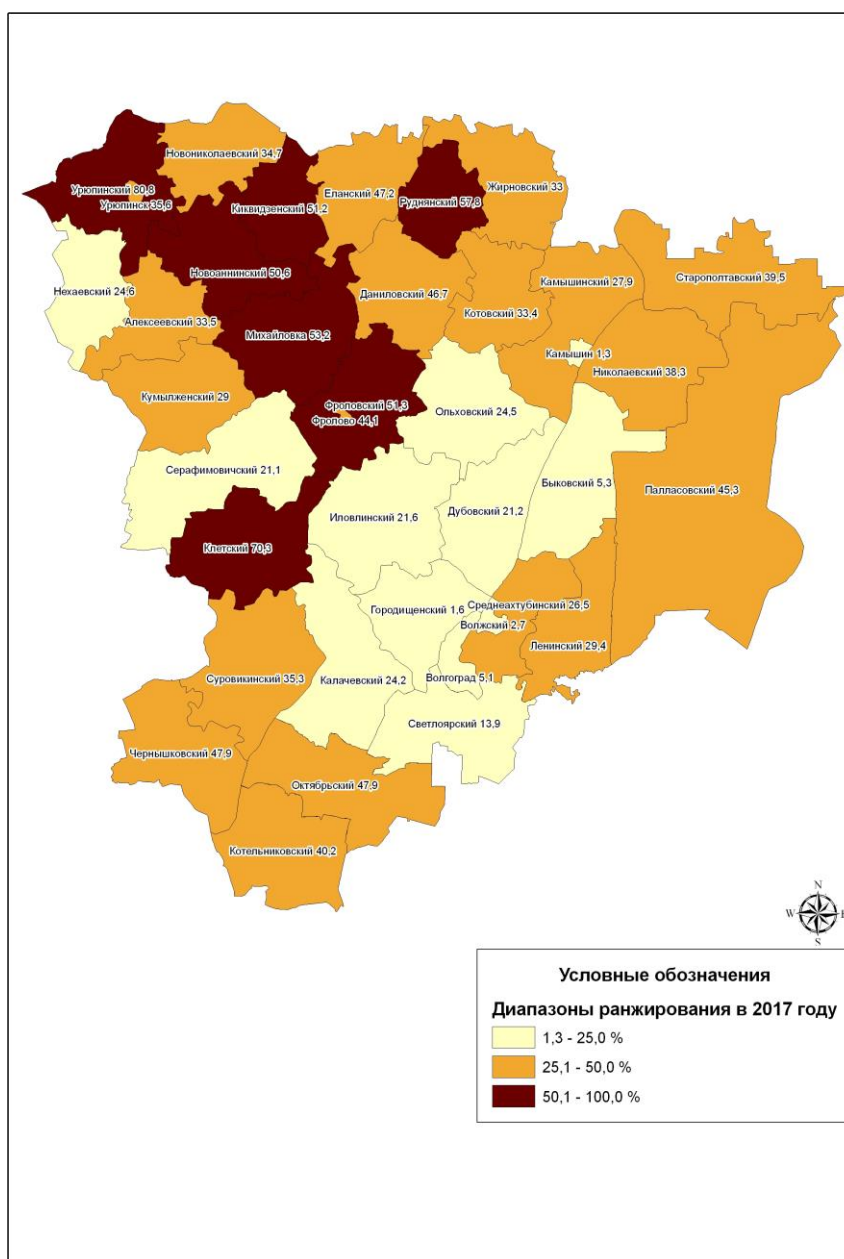 Новониколаевский 34,7
Урюпинский 80,8
Урюпинск 35,6
Киквидзенский 51,2
Еланский 47,2
Руднянский 57,8
Жирновский 33
Нехаевский 24,6
Новоаннинский 50,6
Даниловский 46,7
Камышинский 27,9
Старополтавский 39,5
Алексеевский 33,5
Михайловка 53,2
Котовский 33,4
Камышин 1,3
Николаевский 38,3
Кумылженский 29
Фроловский 51,3
Фролово 44,1
Ольховский 24,5
Серафимовичский 21,1
Быковский 5,3
Палласовский 45,3
Иловлинский 21,6
Дубовский 21,2
Клетский 70,3
Городищенский 1,6
Среднеахтубинский 26,5
Волжский 2,7
Ленинский 29,4
Суровикинский 35,3
Калачевский 24,2
Волгоград 5,1
Светлоярский 13,9
Чернышковский 47,9
Октябрьский 47,9
Котельниковский 40,2
N
W E
S
Условные обозначения
Диапазоны ранжирования в 2017 году
1,3 - 25,0 %
25,1 - 50,0 %
50,1 - 100,0 %